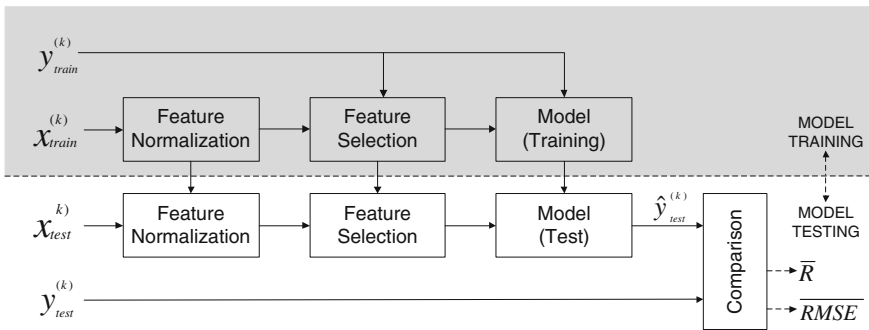 y_train^(k)
x_train^(k)
Feature
Normalization
Feature
Selection
Model
(Training)
MODEL
TRAINING
x_test^k)
Feature
Normalization
Feature
Selection
Model
(Test)
ŷ_test^(k)
Comparison
MODEL
TESTING
y_test^(k)
R̅
R̅M̅S̅E̅